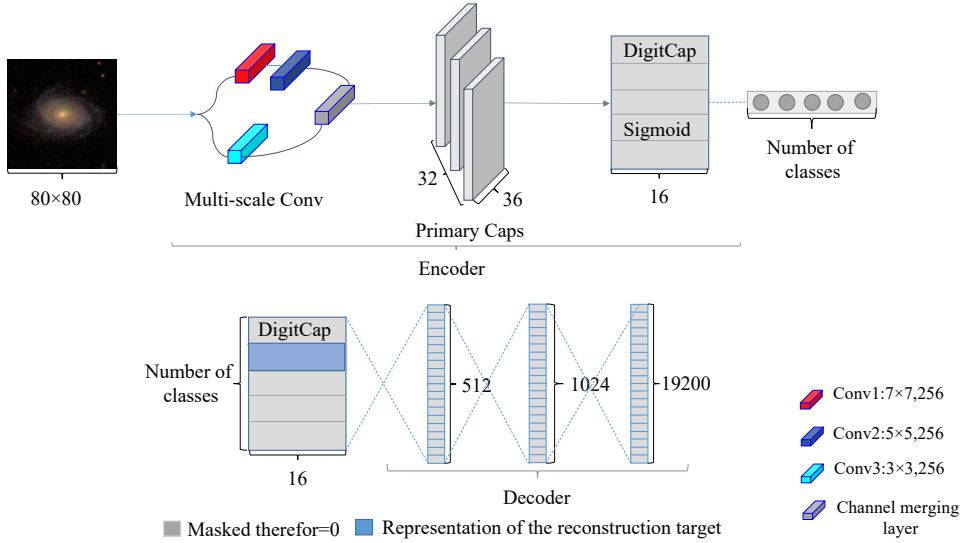 DigitCap
Sigmoid
80×80
Multi-scale Conv
32
36
Primary Caps
16
Number of
classes
Encoder
DigitCap
Number of
classes
16
512
1024
19200
Decoder
Conv1:7×7,256
Conv2:5×5,256
Conv3:3×3,256
Channel merging
layer
Masked therefor=0
Representation of the reconstruction target